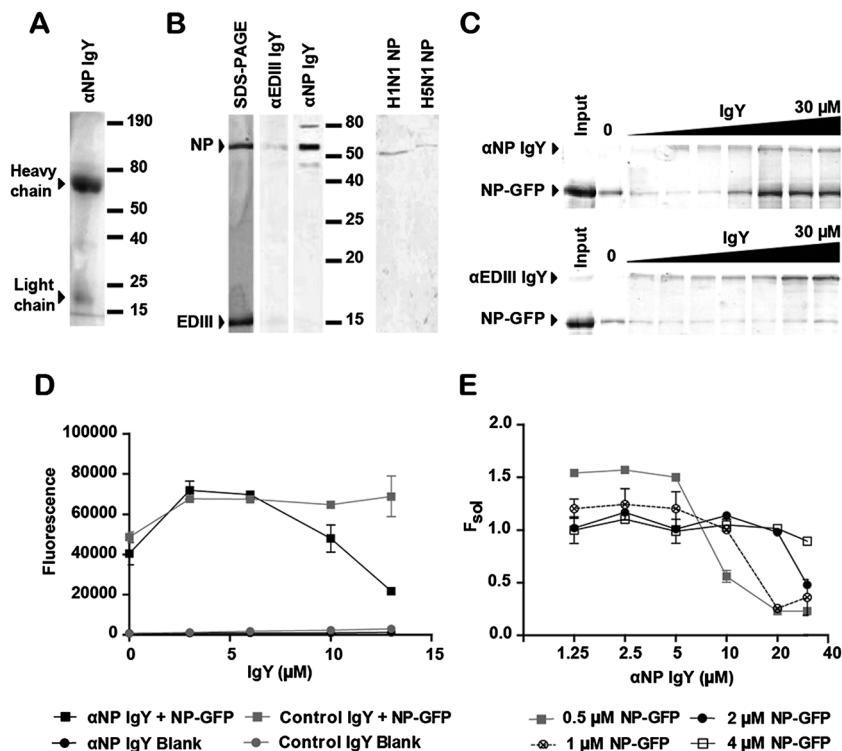 A
αNP IgY
190
80
50
40
25
15
Heavy
chain
Light
chain
B
SDS-PAGE
αEDIII IgY
αNP IgY
H1N1 NP
H5N1 NP
NP
EDIII
80
50
40
25
20
15
C
Input
0
IgY
30 µM
αNP IgY
NP-GFP
Input
0
IgY
30 µM
αEDIII IgY
NP-GFP
D
Fluorescence
100000
80000
60000
40000
20000
0
0
5
10
15
IgY (µM)
αNP IgY + NP-GFP
Control IgY + NP-GFP
αNP IgY Blank
Control IgY Blank
E
Fsol
2.0
1.5
1.0
0.5
0.0
1.25
2.5
5
10
20
40
αNP IgY (µM)
0.5 µM NP-GFP
2 µM NP-GFP
1 µM NP-GFP
4 µM NP-GFP